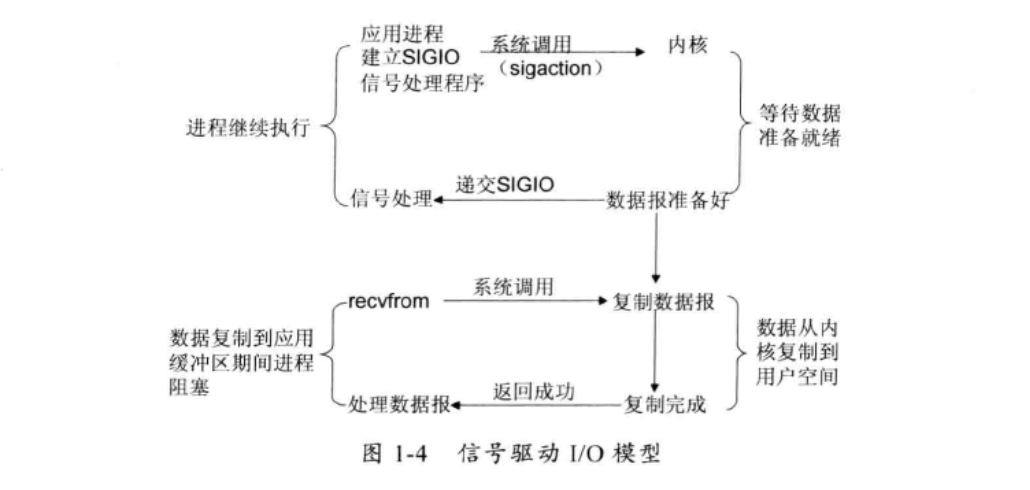 应用进程
建立SIGIO
信号处理程序
系统调用
（sigaction）
内核
进程继续执行
等待数据
准备就绪
信号处理
递交SIGIO
数据报准备好
recvfrom
系统调用
复制数据报
数据复制到应用
缓冲区期间进程
阻塞
数据从内
核复制到
用户空间
处理数据报
返回成功
复制完成
图 1-4 信号驱动 I/O 模型